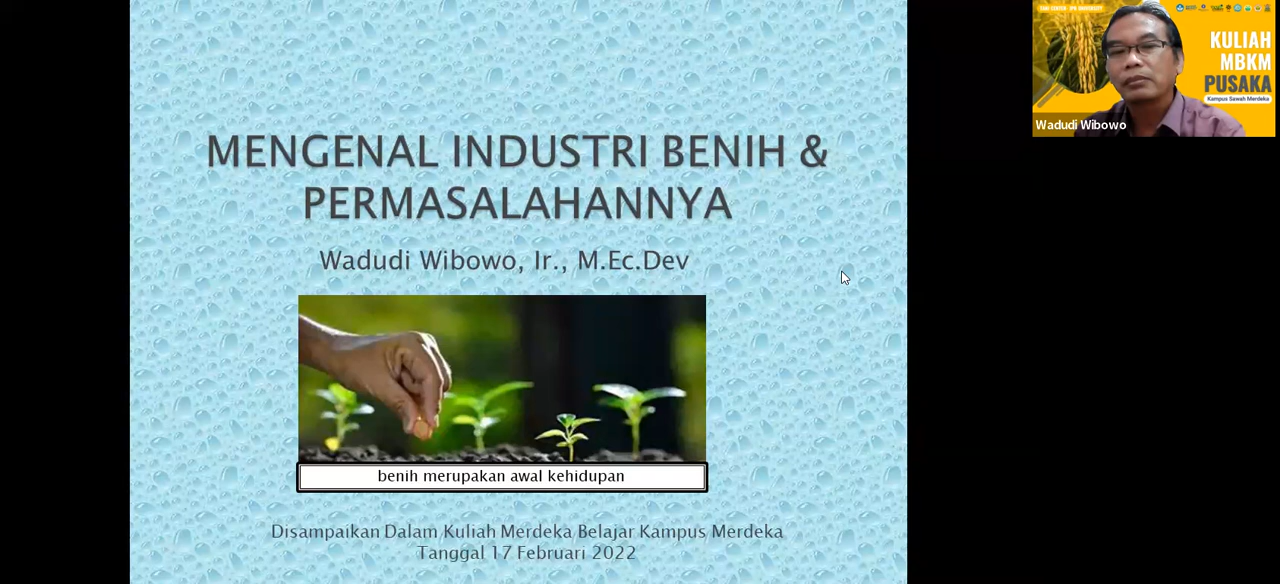 MENGENAL INDUSTRI BENIH &
PERMASALAHANNYA
Wadudi Wibowo, Ir., M.Ec.Dev
benih merupakan awal kehidupan
Disampaikan Dalam Kuliah Merdeka Belajar Kampus Merdeka
Tanggal 17 Februari 2022
KULIAH
MBKM
PUSAKA
Kampus Sawah Merdeka
Wadudi Wibowo